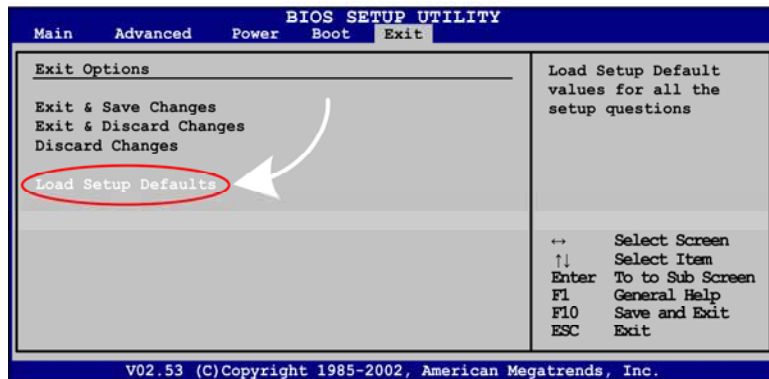 BIOS SETUP UTILITY
Main Advanced Power Boot Exit
Exit Options
Exit & Save Changes
Exit & Discard Changes
Discard Changes
Load Setup Defaults
Load Setup Default
values for all the
setup questions
↔ Select Screen
↑↓ Select Item
Enter To to Sub Screen
F1 General Help
F10 Save and Exit
ESC Exit
V02.53 (C)Copyright 1985-2002, American Megatrends, Inc.